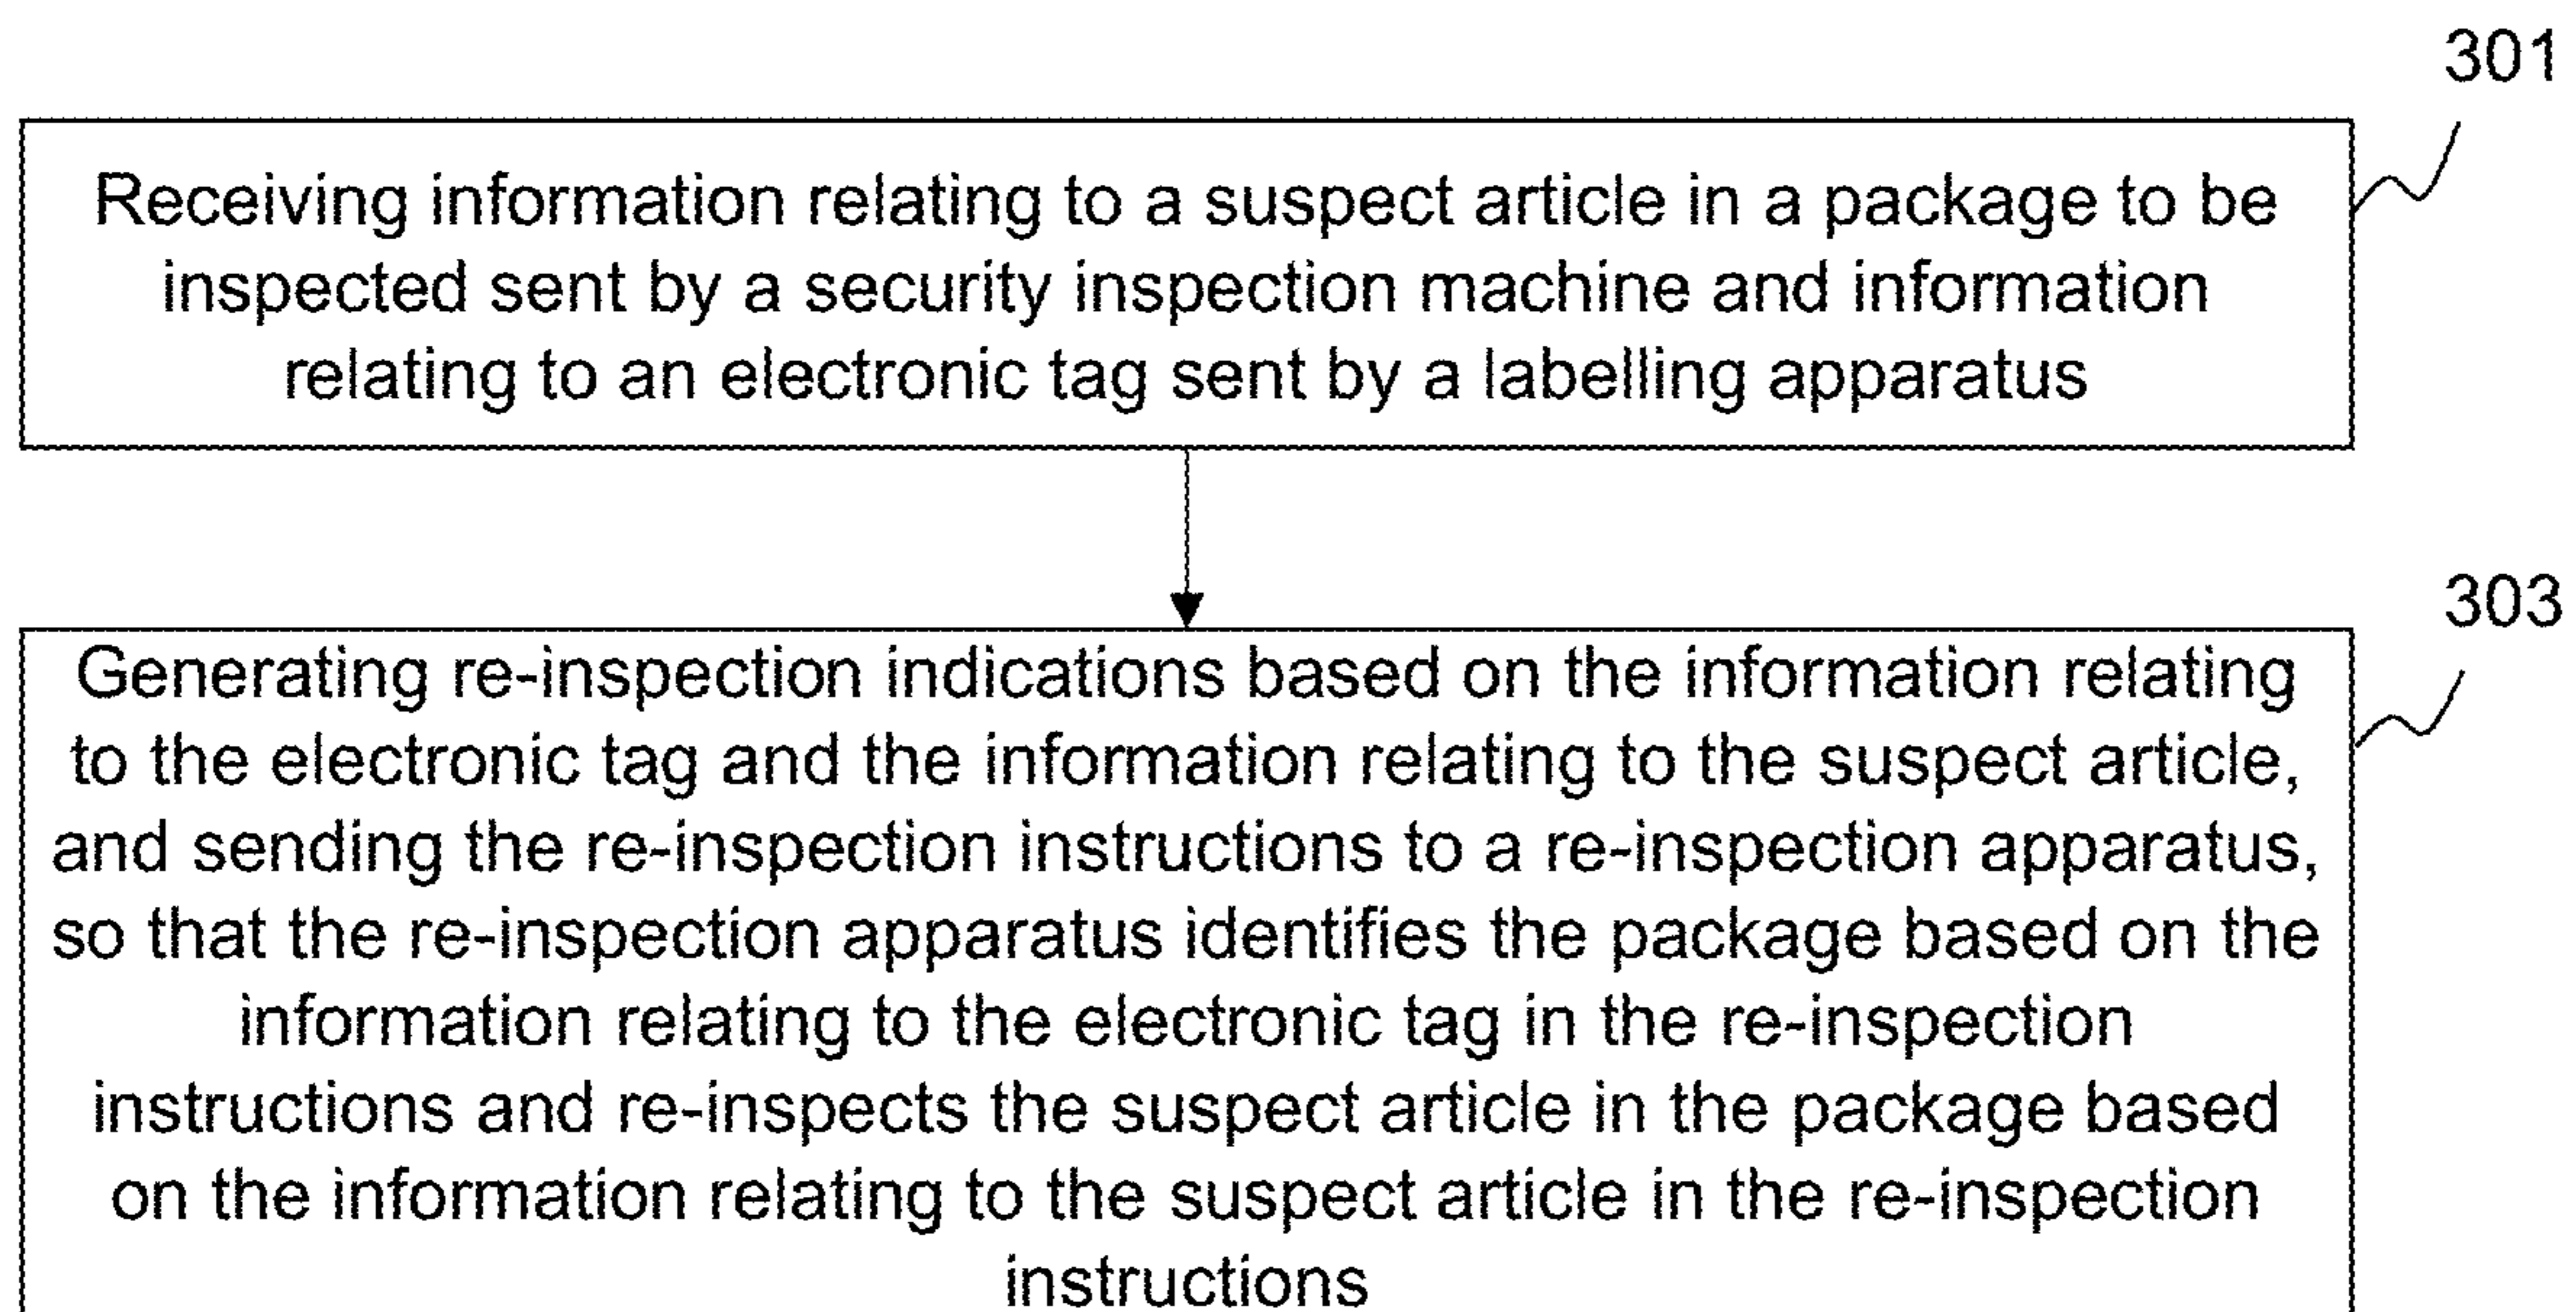 301
Receiving information relating to a suspect article in a package to be
inspected sent by a security inspection machine and information
relating to an electronic tag sent by a labelling apparatus
303
Generating re-inspection indications based on the information relating
to the electronic tag and the information relating to the suspect article,
and sending the re-inspection instructions to a re-inspection apparatus,
so that the re-inspection apparatus identifies the package based on the
information relating to the electronic tag in the re-inspection
instructions and re-inspects the suspect article in the package based
on the information relating to the suspect article in the re-inspection
instructions